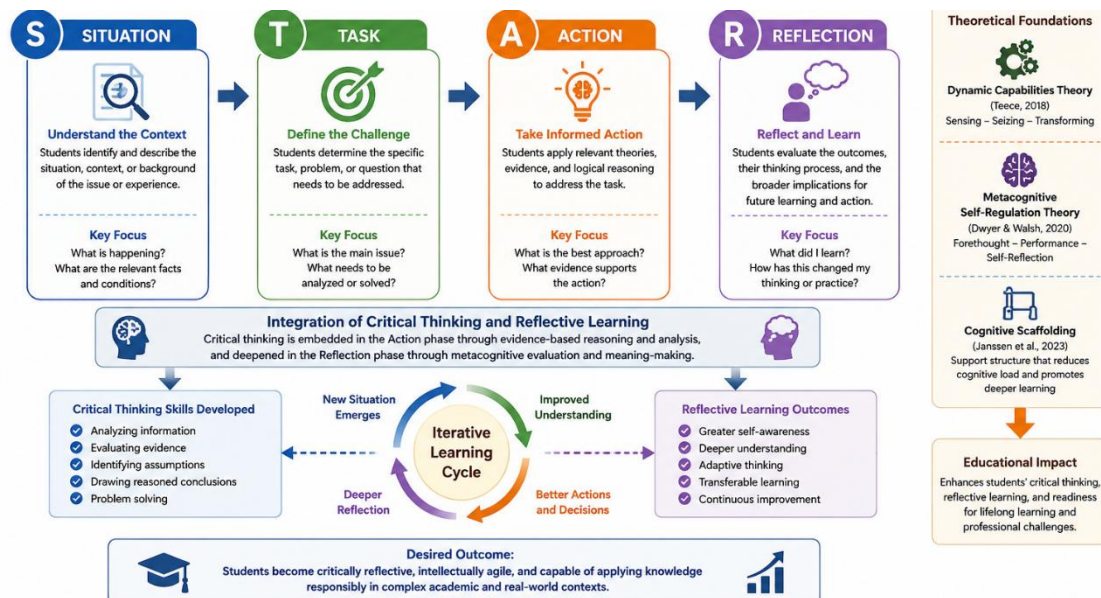 S SITUATION
Understand the Context
Students identify and describe the
situation, context, or background
of the issue or experience.
Key Focus
What is happening?
What are the relevant facts
and conditions?
T TASK
Define the Challenge
Students determine the specific
task, problem, or question that
needs to be addressed.
Key Focus
What is the main issue?
What needs to be
analyzed or solved?
A ACTION
Take Informed Action
Students apply relevant theories,
evidence, and logical reasoning
to address the task.
Key Focus
What is the best approach?
What evidence supports
the action?
R REFLECTION
Reflect and Learn
Students evaluate the outcomes,
their thinking process, and the
broader implications for
future learning and action.
Key Focus
What did I learn?
How has this changed my
thinking or practice?
Integration of Critical Thinking and Reflective Learning
Critical thinking is embedded in the Action phase through evidence-based reasoning and analysis,
and deepened in the Reflection phase through metacognitive evaluation and meaning-making.
Critical Thinking Skills Developed
Analyzing information
Evaluating evidence
Identifying assumptions
Drawing reasoned conclusions
Problem solving
New Situation
Emerges
Improved
Understanding
Iterative
Learning
Cycle
Deeper
Reflection
Better Actions
and Decisions
Reflective Learning Outcomes
Greater self-awareness
Deeper understanding
Adaptive thinking
Transferable learning
Continuous improvement
Desired Outcome:
Students become critically reflective, intellectually agile, and capable of applying knowledge
responsibly in complex academic and real-world contexts.
Theoretical Foundations
Dynamic Capabilities Theory
(Teece, 2018)
Sensing – Seizing – Transforming
Metacognitive
Self-Regulation Theory
(Dwyer & Walsh, 2020)
Forethought – Performance –
Self-Reflection
Cognitive Scaffolding
(Janssen et al., 2023)
Support structure that reduces
cognitive load and promotes
deeper learning
Educational Impact
Enhances students' critical thinking,
reflective learning, and readiness
for lifelong learning and
professional challenges.